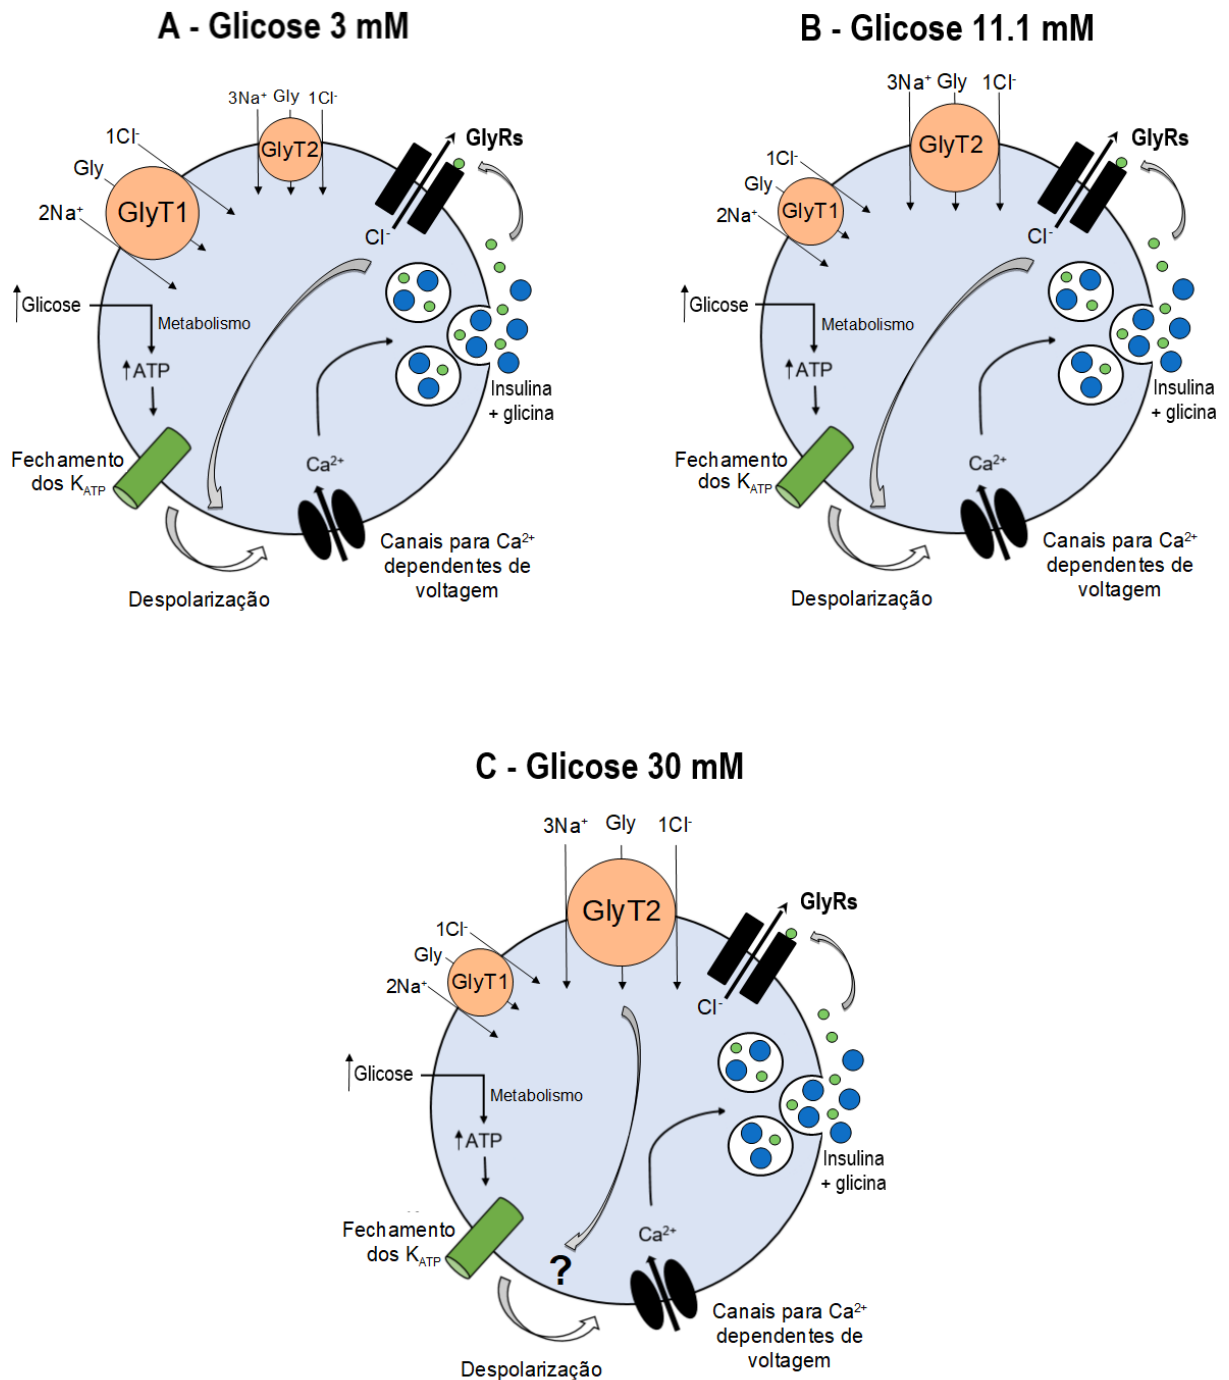 A - Glicose 3 mM
3Na⁺ Gly 1Cl⁻
GlyT2
GlyRs
1Cl⁻
Gly
GlyT1
2Na⁺
Cl⁻
Glicose
Metabolismo
ATP
Insulina
+ glicina
Fechamento
dos K_ATP
Ca²⁺
Canais para Ca²⁺
dependentes de
voltagem
Despolarização
B - Glicose 11.1 mM
3Na⁺ Gly 1Cl⁻
GlyT2
GlyRs
1Cl⁻
Gly
GlyT1
2Na⁺
Cl⁻
Glicose
Metabolismo
ATP
Insulina
+ glicina
Fechamento
dos K_ATP
Ca²⁺
Canais para Ca²⁺
dependentes de
voltagem
Despolarização
C - Glicose 30 mM
3Na⁺ Gly 1Cl⁻
GlyT2
GlyRs
1Cl⁻
Gly
GlyT1
2Na⁺
Cl⁻
Glicose
Metabolismo
ATP
Insulina
+ glicina
Fechamento
dos K_ATP
Ca²⁺
?
Canais para Ca²⁺
dependentes de
voltagem
Despolarização